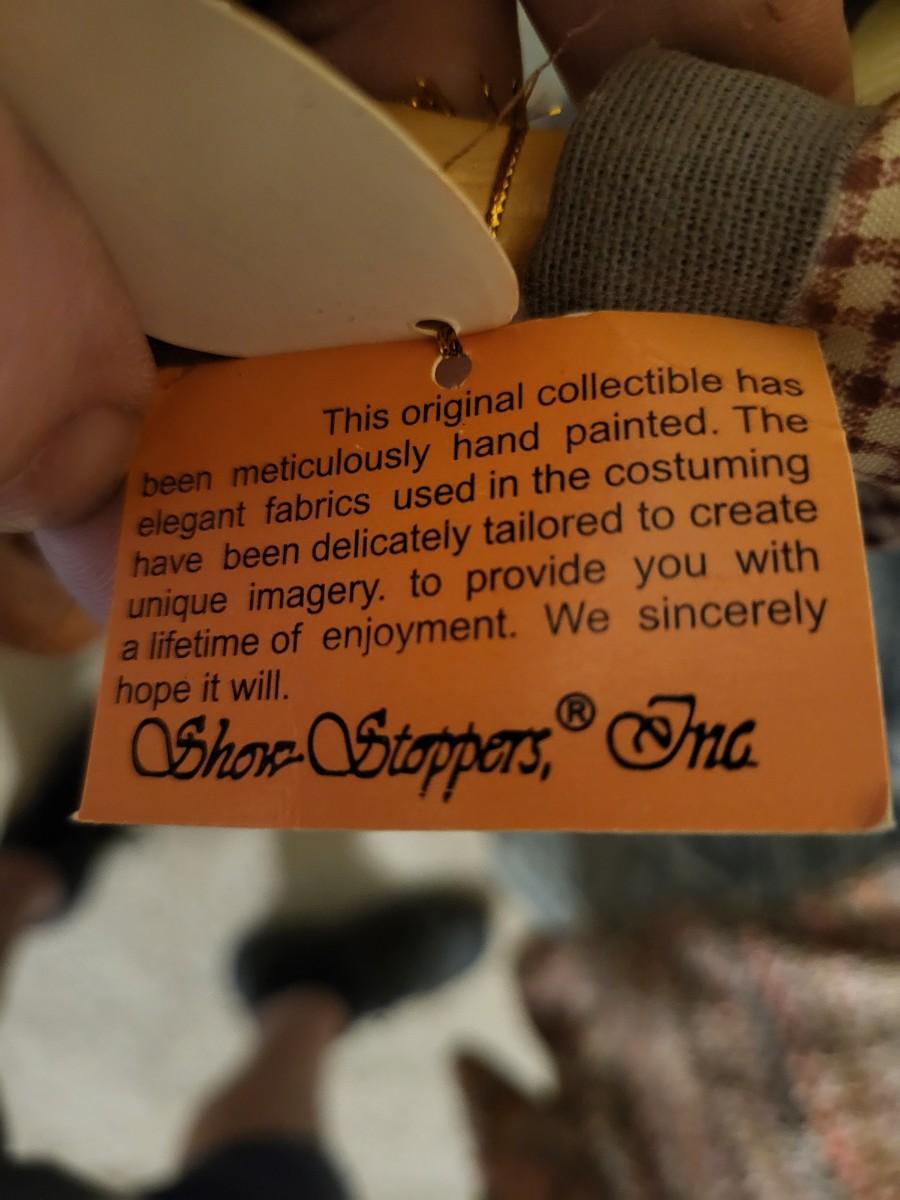 This original collectible has
been meticulously hand painted. The
elegant fabrics used in the costuming
have been delicately tailored to create
unique imagery. to provide you with
a lifetime of enjoyment. We sincerely
hope it will.
Show-Stoppers,® Inc.